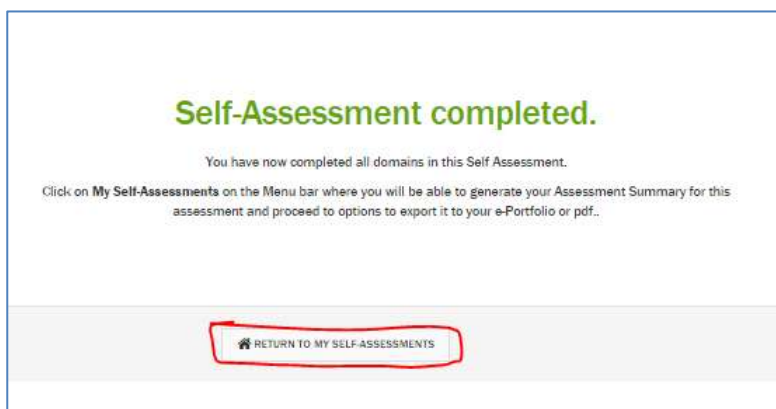 Self-Assessment completed.
You have now completed all domains in this Self Assessment.
Click on My Self-Assessments on the Menu bar where you will be able to generate your Assessment Summary for this
assessment and proceed to options to export it to your e-Portfolio or pdf..
RETURN TO MY SELF-ASSESSMENTS